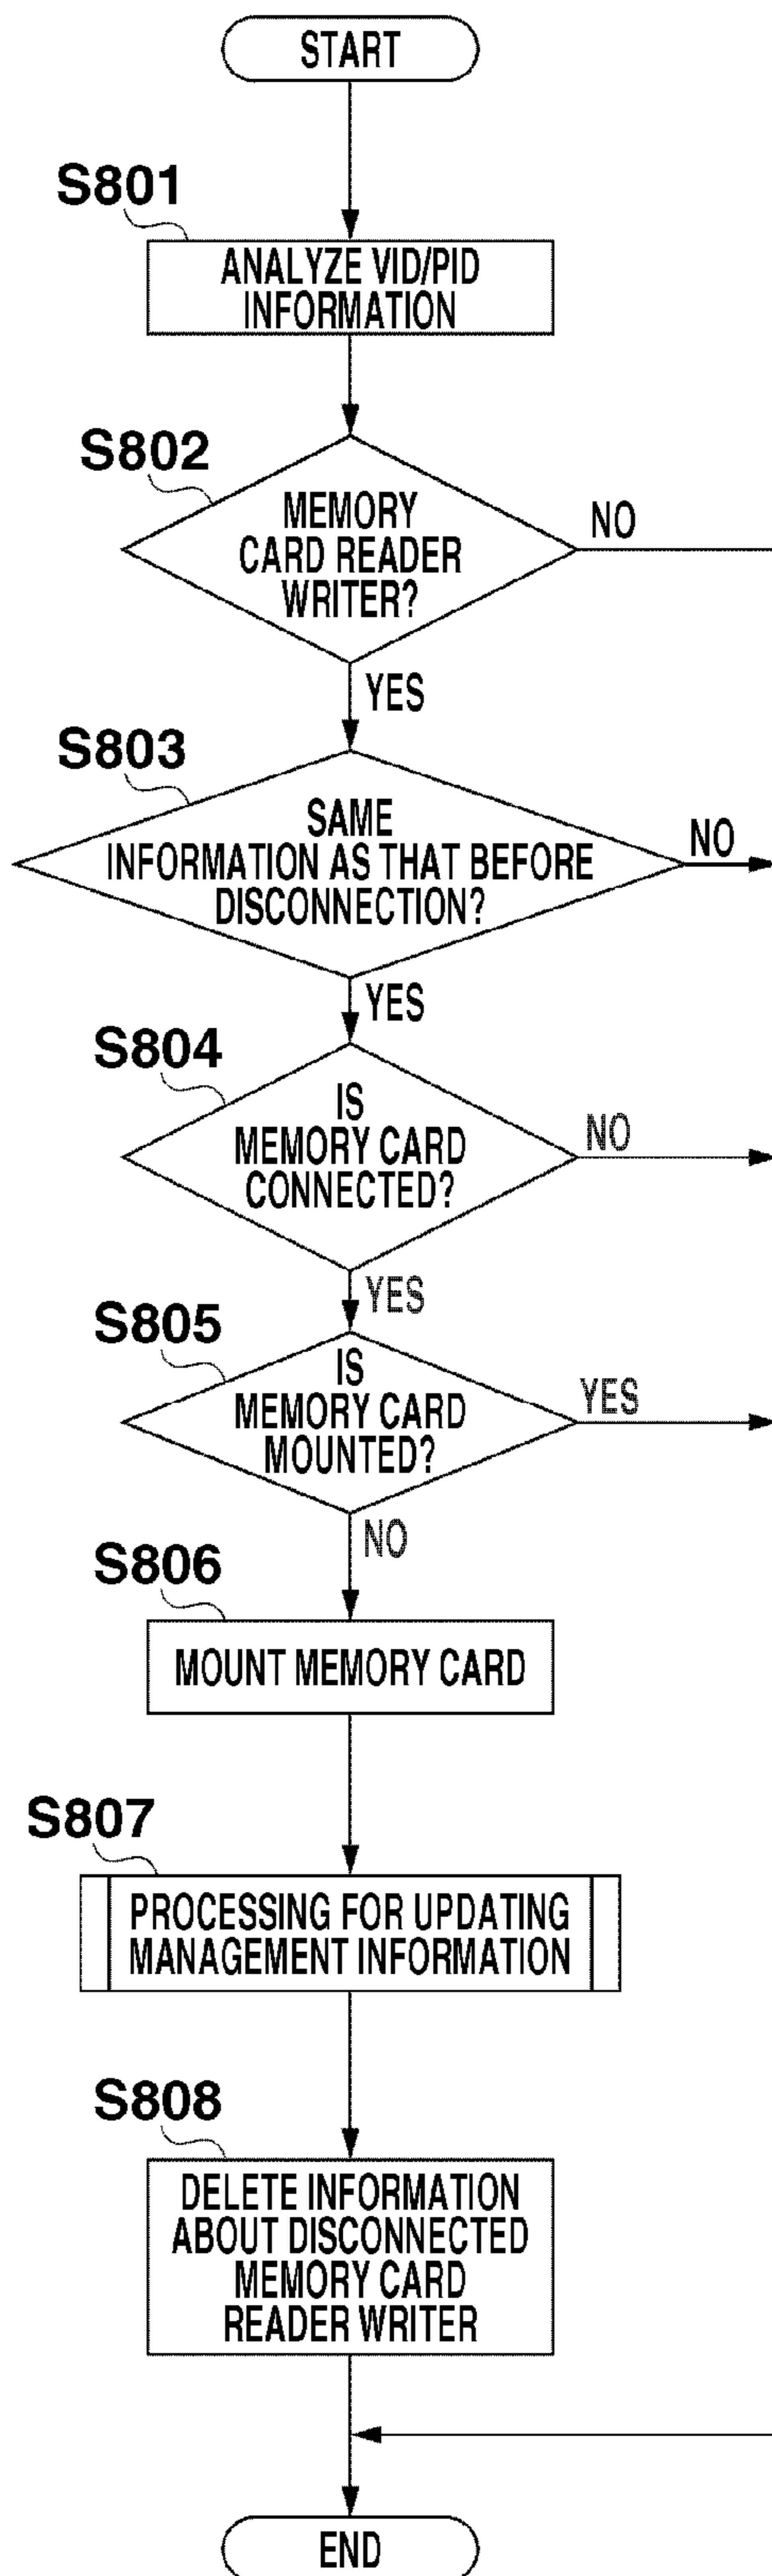 START
S801
ANALYZE VID/PID
INFORMATION
S802
MEMORY
CARD READER
WRITER?
NO
YES
S803
SAME
INFORMATION AS THAT BEFORE
DISCONNECTION?
NO
YES
S804
IS
MEMORY CARD
CONNECTED?
NO
YES
S805
IS
MEMORY CARD
MOUNTED?
YES
NO
S806
MOUNT MEMORY CARD
S807
PROCESSING FOR UPDATING
MANAGEMENT INFORMATION
S808
DELETE INFORMATION
ABOUT DISCONNECTED
MEMORY CARD
READER WRITER
END